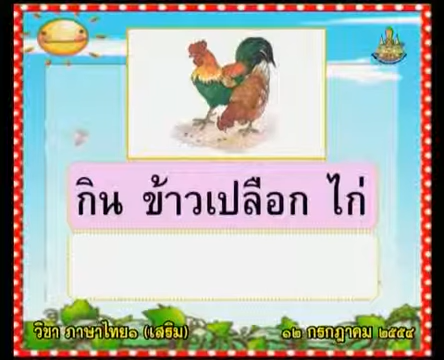 กิน ข้าวเปลือก ไก่
วิชา ภาษาไทย๑ (เสริม)
๑๒ กรกฎาคม ๒๕๕๔